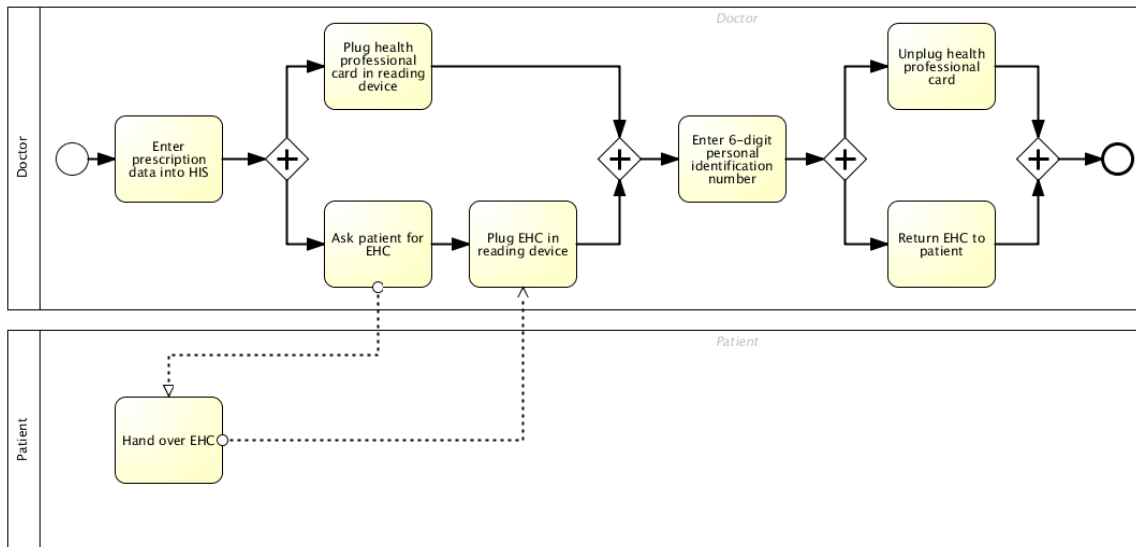 Doctor
Doctor
Plug health
professional
card in reading
device
Unplug health
professional
card
Enter
prescription
data into HIS
Enter 6-digit
personal
identification
number
Ask patient for
EHC
Plug EHC in
reading device
Return EHC to
patient
Patient
Patient
Hand over EHC